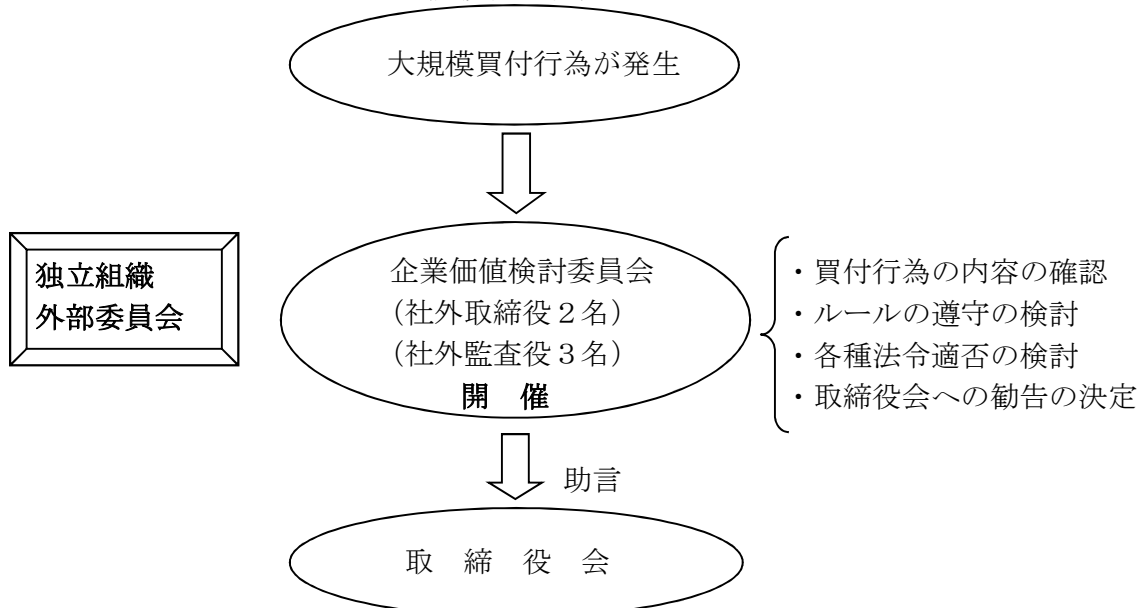 大規模買付行為が発生
独立組織
外部委員会
企業価値検討委員会
(社外取締役2名)
(社外監査役3名)
開 催
・買付行為の内容の確認
・ルールの遵守の検討
・各種法令適否の検討
・取締役会への勧告の決定
助言
取 締 役 会